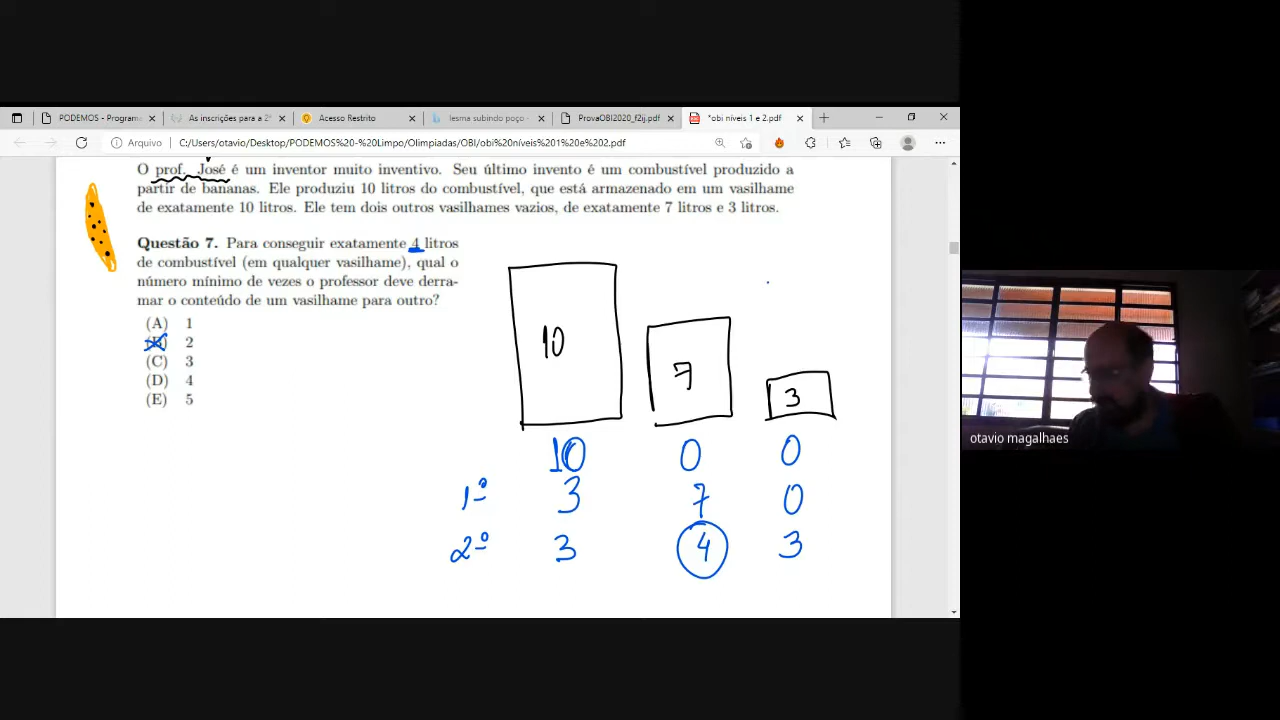 PODEMOS - Programa
As inscrições para a 2ª
Acesso Restrito
lesma subindo poço
ProvaOBI2020_f2ij.pdf
*obi niveis 1 e 2.pdf
Arquivo | C:/Users/otavio/Desktop/PODEMOS%20-%20Limpo/Olimpiadas/OBI/obi%20niveis%201%20e%202.pdf
O prof. José é um inventor muito inventivo. Seu último invento é um combustível produzido a
partir de bananas. Ele produziu 10 litros do combustível, que está armazenado em um vasilhame
de exatamente 10 litros. Ele tem dois outros vasilhames vazios, de exatamente 7 litros e 3 litros.
Questão 7. Para conseguir exatamente 4 litros
de combustível (em qualquer vasilhame), qual o
número mínimo de vezes o professor deve derra-
mar o conteúdo de um vasilhame para outro?
(A) 1
(B) 2
(C) 3
(D) 4
(E) 5
10 7 3
10 0 0
1º 3 7 0
2º 3 4 3
otavio magalhaes